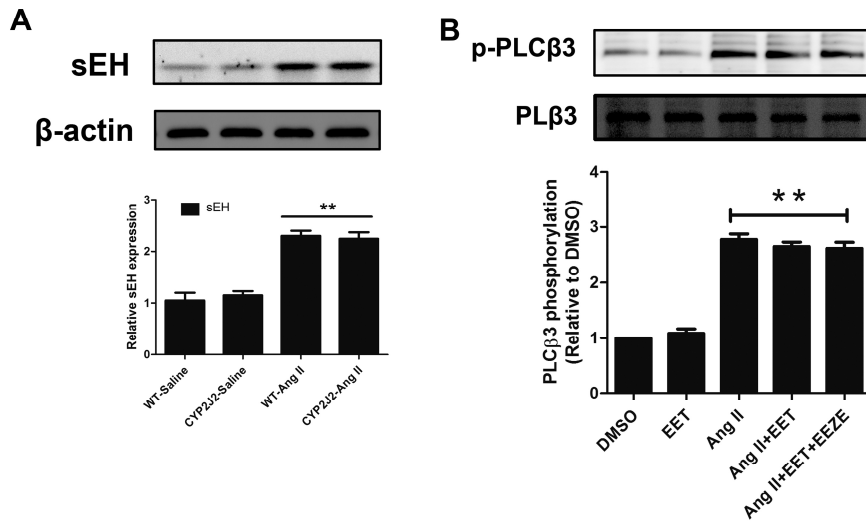 A
sEH
β-actin
sEH
Relative sEH expression
3
2
1
0
**
WT-Saline
CYP2J2-Saline
WT-Ang II
CYP2J2-Ang II
B
p-PLCβ3
PLβ3
PLCβ3 phosphorylation
(Relative to DMSO)
4
3
2
1
0
**
DMSO
EET
Ang II
Ang II+EET
Ang II+EET+EEZE